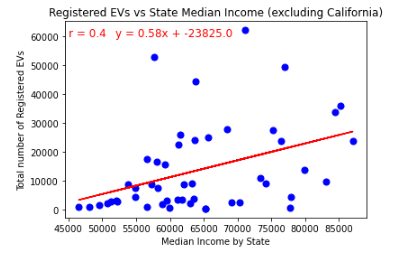 Registered EVs vs State Median Income (excluding California)
r = 0.4 y = 0.58x + -23825.0
60000
50000
40000
30000
20000
10000
0
Total number of Registered EVs
45000 50000 55000 60000 65000 70000 75000 80000 85000
Median Income by State